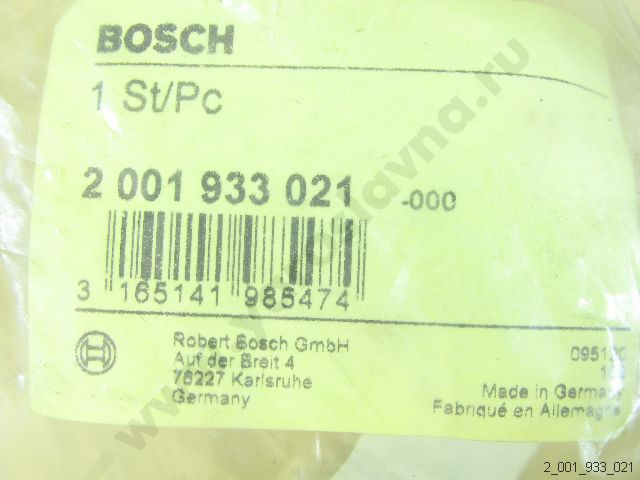 BOSCH
1 St/Pc
2 001 933 021 -000
3 165141 985474
Robert Bosch GmbH
Auf der Breit 4
76227 Karlsruhe
Germany
Made in Germany
Fabriqué en Allemagne
2_001_933_021